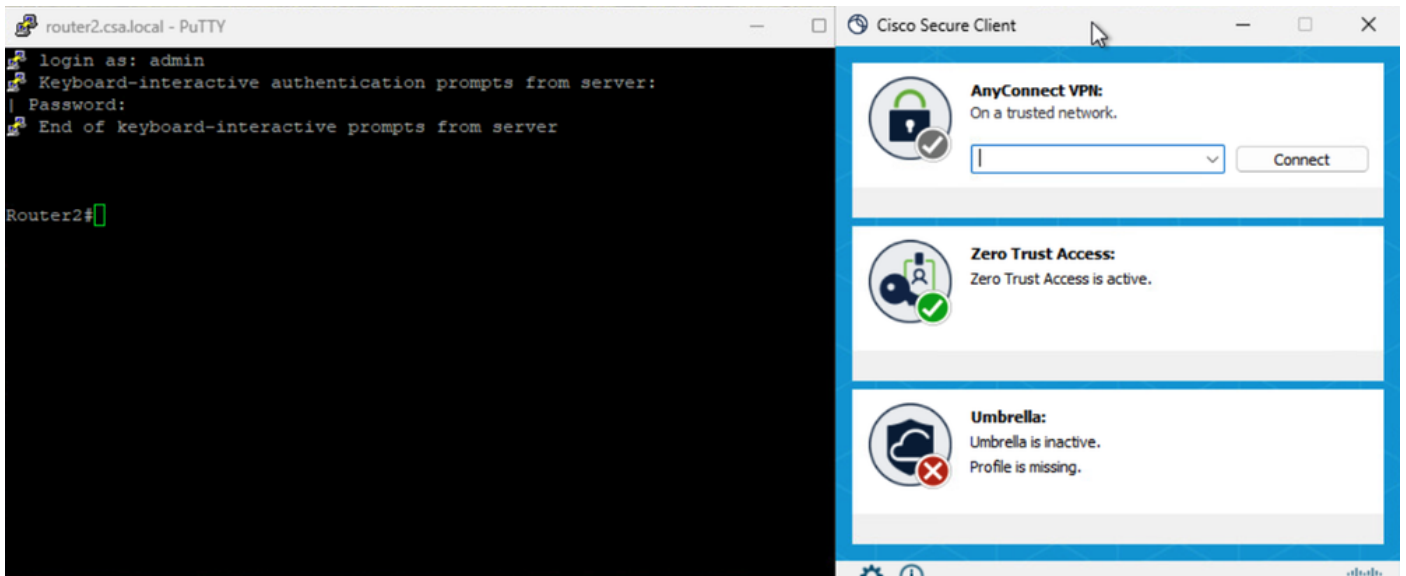 router2.csa.local - PuTTY
login as: admin
Keyboard-interactive authentication prompts from server:
| Password:
End of keyboard-interactive prompts from server
Router2#
Cisco Secure Client
AnyConnect VPN:
On a trusted network.
Connect
Zero Trust Access:
Zero Trust Access is active.
Umbrella:
Umbrella is inactive.
Profile is missing.